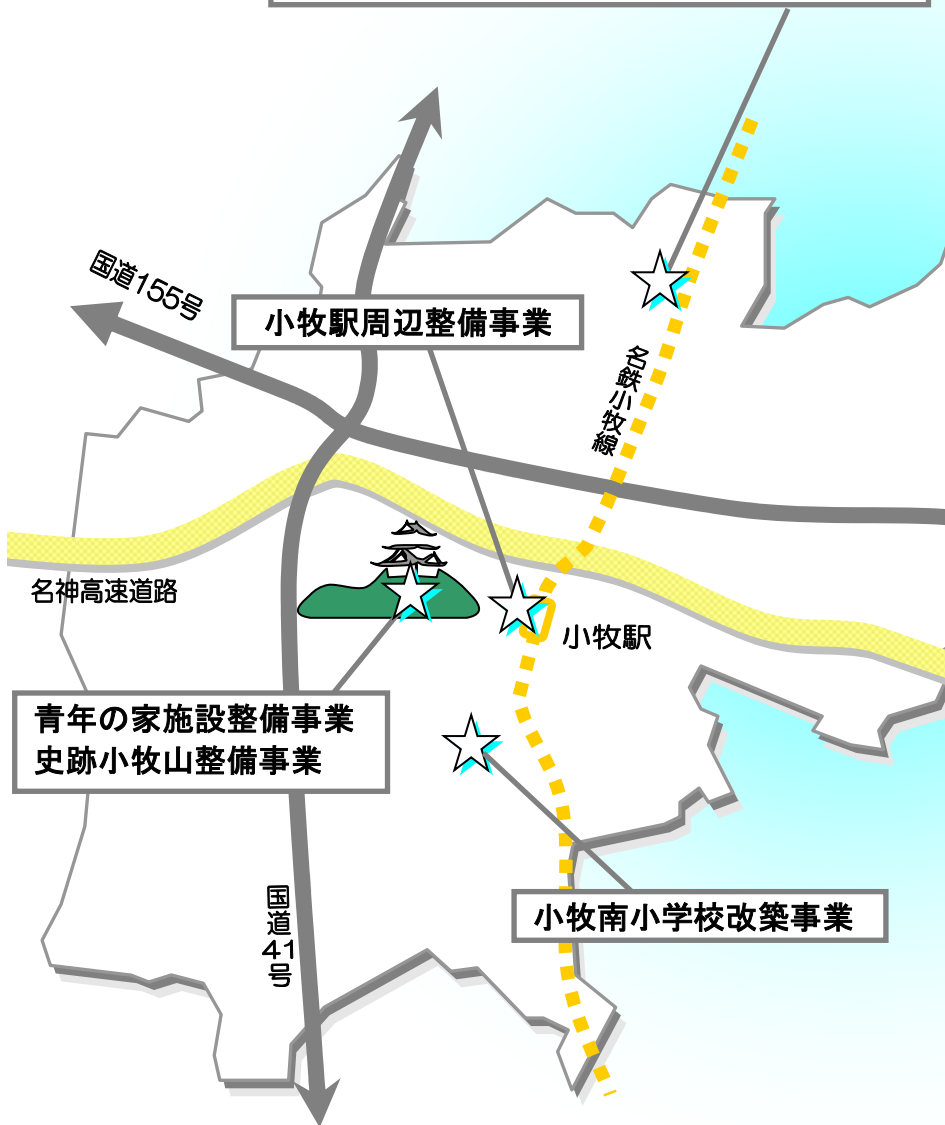 国道155号
小牧駅周辺整備事業
名鉄小牧線
名神高速道路
小牧駅
青年の家施設整備事業
史跡小牧山整備事業
国道41号
小牧南小学校改築事業